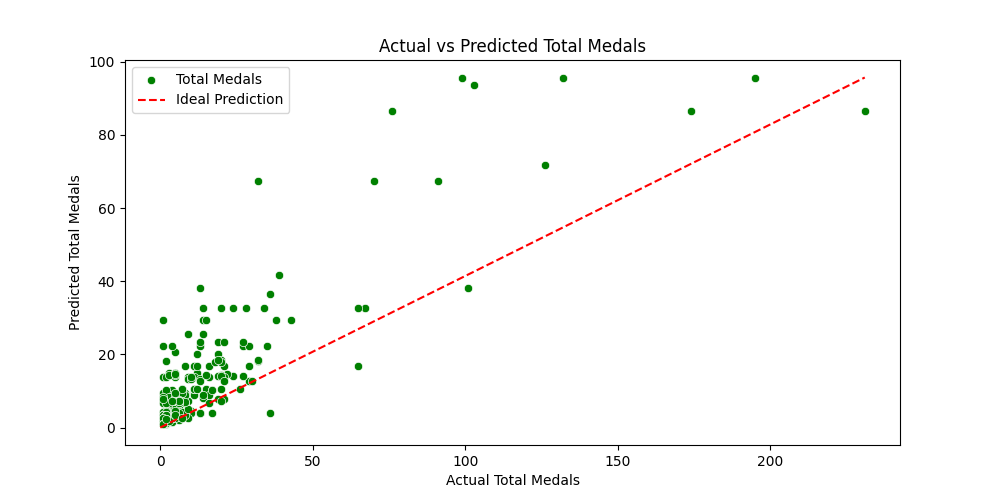 Actual vs Predicted Total Medals
Total Medals
Ideal Prediction
100
80
60
40
20
0
Predicted Total Medals
0 50 100 150 200
Actual Total Medals